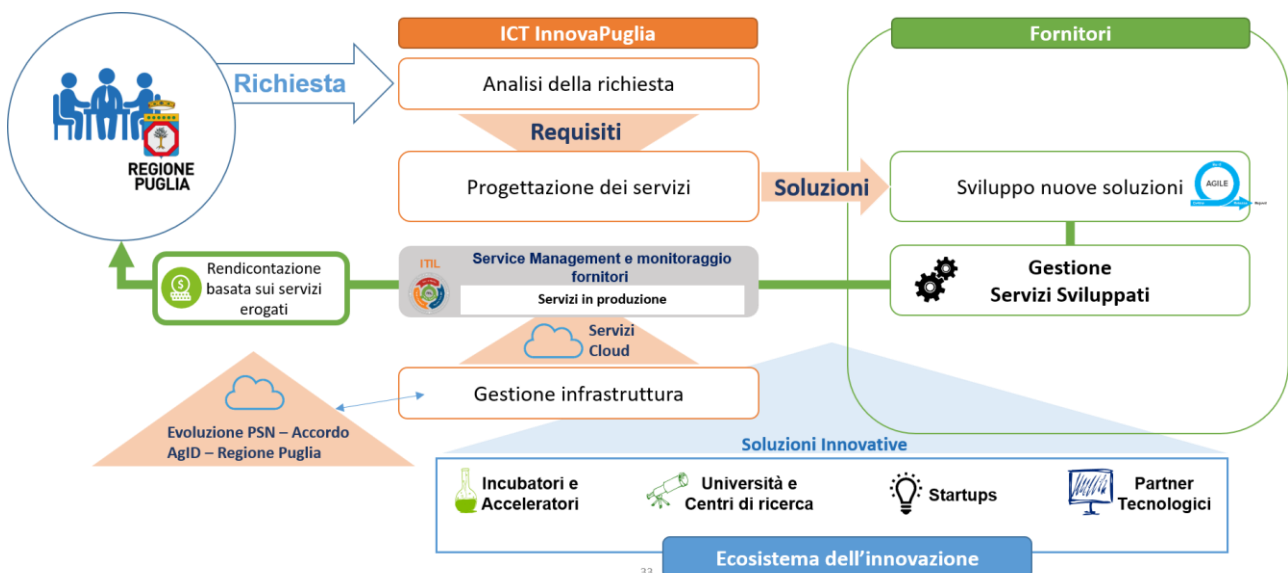 ICT InnovaPuglia
Fornitori
Richiesta
Analisi della richiesta
Requisiti
REGIONE
PUGLIA
Progettazione dei servizi
Soluzioni
Sviluppo nuove soluzioni
AGILE
Rendicontazione
basata sui servizi
erogati
ITIL
Service Management e monitoraggio
fornitori
Servizi in produzione
Gestione
Servizi Sviluppati
Servizi
Cloud
Gestione infrastruttura
Evoluzione PSN – Accordo
AgID – Regione Puglia
Soluzioni Innovative
Incubatori e
Acceleratori
Università e
Centri di ricerca
Startups
Partner
Tecnologici
Ecosistema dell'innovazione
33